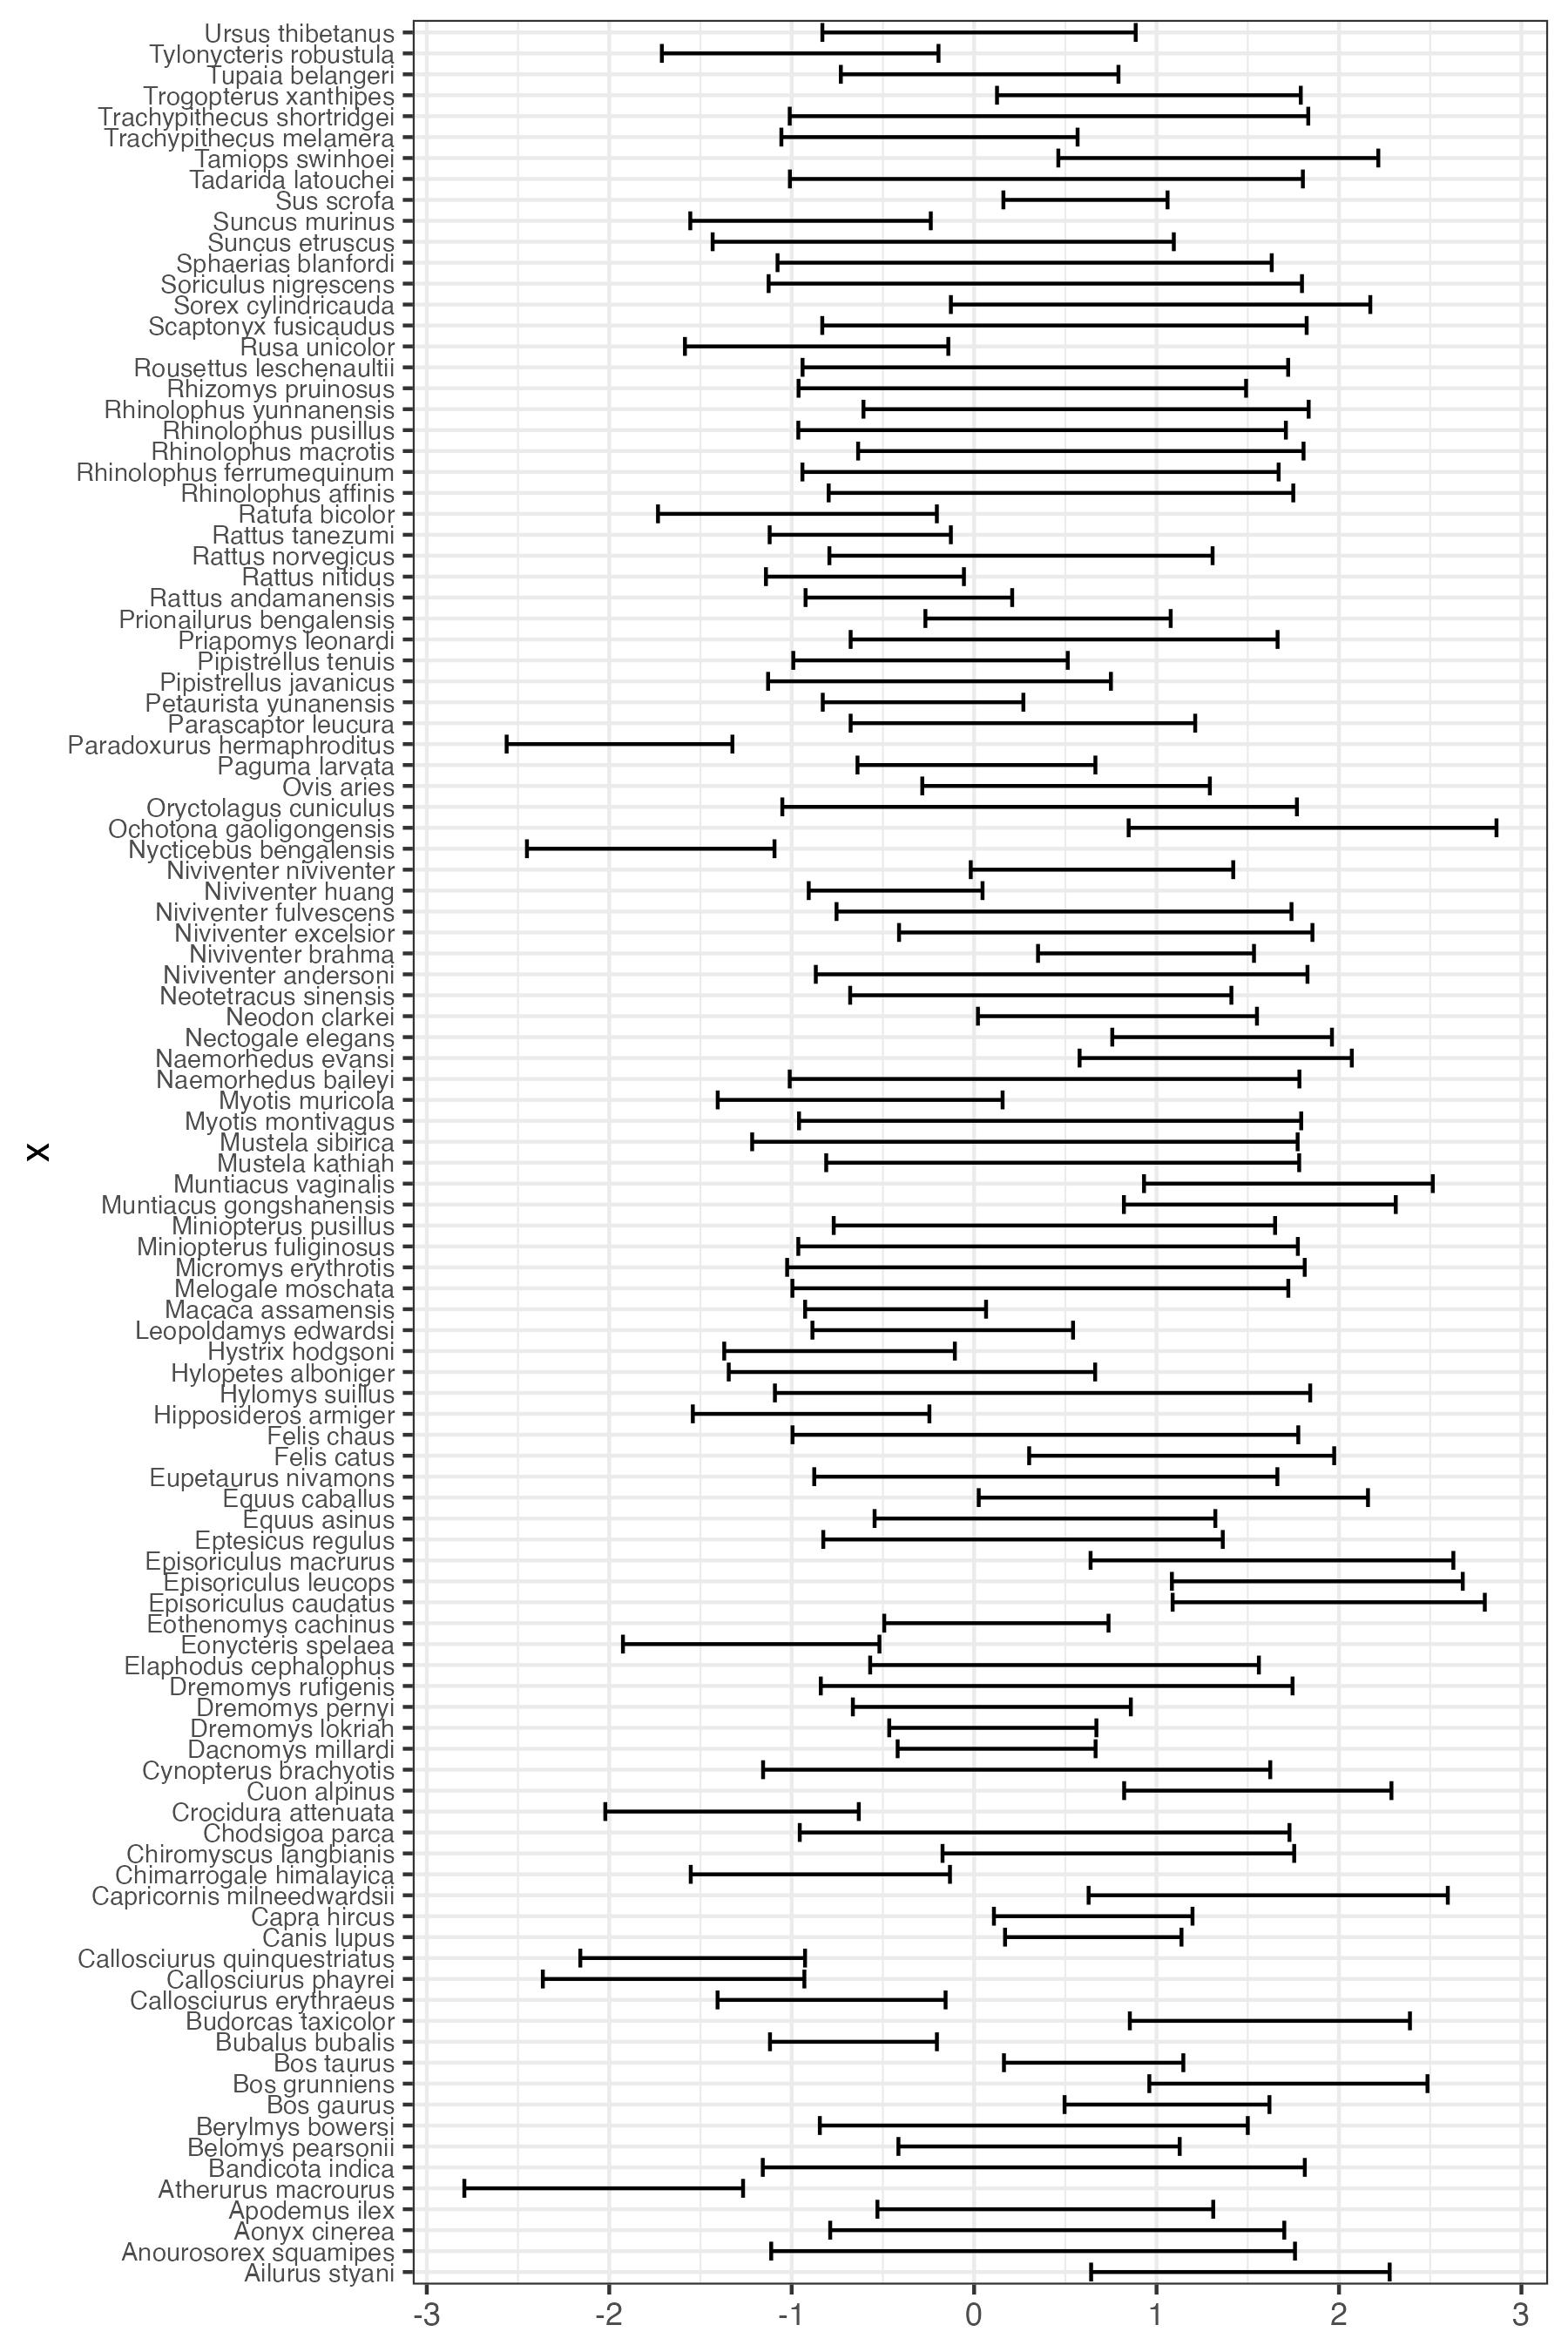 Ursus thibetanus
Tylonycteris robustula
Tupaia belangeri
Trogopterus xanthipes
Trachypithecus shortridgei
Trachypithecus melamera
Tamiops swinhoei
Tadarida latouchei
Sus scrofa
Suncus murinus
Suncus etruscus
Sphaerias blanfordi
Soriculus nigrescens
Sorex cylindricauda
Scaptonyx fusicaudus
Rusa unicolor
Rousettus leschenaultii
Rhizomys pruinosus
Rhinolophus yunnanensis
Rhinolophus pusillus
Rhinolophus macrotis
Rhinolophus ferrumequinum
Rhinolophus affinis
Ratufa bicolor
Rattus tanezumi
Rattus norvegicus
Rattus nitidus
Rattus andamanensis
Prionailurus bengalensis
Priapomys leonardi
Pipistrellus tenuis
Pipistrellus javanicus
Petaurista yunanensis
Parascaptor leucura
Paradoxurus hermaphroditus
Paguma larvata
Ovis aries
Oryctolagus cuniculus
Ochotona gaoligongensis
Nycticebus bengalensis
Niviventer niviventer
Niviventer huang
Niviventer fulvescens
Niviventer excelsior
Niviventer brahma
Niviventer andersoni
Neotetracus sinensis
Neodon clarkei
Nectogale elegans
Naemorhedus evansi
Naemorhedus baileyi
Myotis muricola
Myotis montivagus
Mustela sibirica
Mustela kathiah
Muntiacus vaginalis
Muntiacus gongshanensis
Miniopterus pusillus
Miniopterus fuliginosus
Micromys erythrotis
Melogale moschata
Macaca assamensis
Leopoldamys edwardsi
Hystrix hodgsoni
Hylopetes alboniger
Hylomys suillus
Hipposideros armiger
Felis chaus
Felis catus
Eupetaurus nivamons
Equus caballus
Equus asinus
Eptesicus regulus
Episoriculus macrurus
Episoriculus leucops
Episoriculus caudatus
Eothenomys cachinus
Eonycteris spelaea
Elaphodus cephalophus
Dremomys rufigenis
Dremomys pernyi
Dremomys lokriah
Dacnomys millardi
Cynopterus brachyotis
Cuon alpinus
Crocidura attenuata
Chodsigoa parca
Chiromyscus langbianis
Chimarrogale himalayica
Capricornis milneedwardsii
Capra hircus
Canis lupus
Callosciurus quinquestriatus
Callosciurus phayrei
Callosciurus erythraeus
Budorcas taxicolor
Bubalus bubalis
Bos taurus
Bos grunniens
Bos gaurus
Berylmys bowersi
Belomys pearsonii
Bandicota indica
Atherurus macrourus
Apodemus ilex
Aonyx cinerea
Anourosorex squamipes
Ailurus styani
x
-3 -2 -1 0 1 2 3